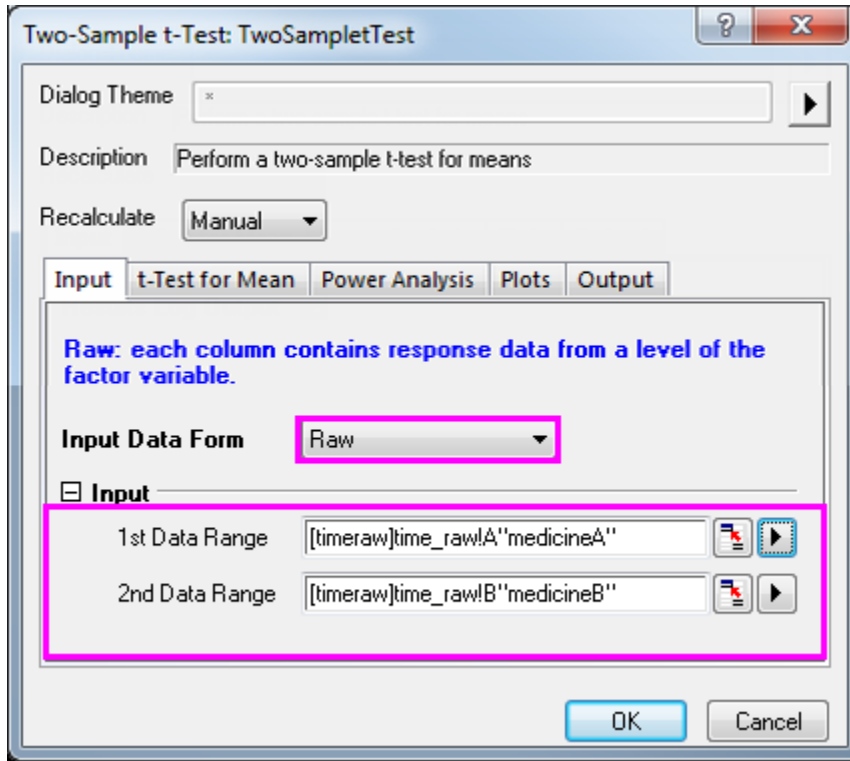 Two-Sample t-Test: TwoSampletTest
Dialog Theme *
Description Perform a two-sample t-test for means
Recalculate Manual
Input t-Test for Mean Power Analysis Plots Output
Raw: each column contains response data from a level of the
factor variable.
Input Data Form Raw
Input
1st Data Range [timeraw]time_raw!A"medicineA"
2nd Data Range [timeraw]time_raw!B"medicineB"
OK Cancel